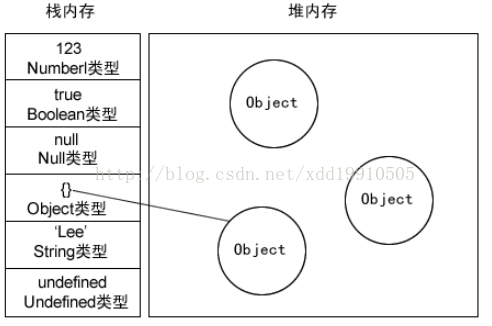 栈内存
堆内存
123
Numberl类型
true
Boolean类型
null
Null类型
{}
Object类型
‘Lee’
String类型
undefined
Undefined类型
Object
Object
Object
http://blog.csdn.net/xdd19910505